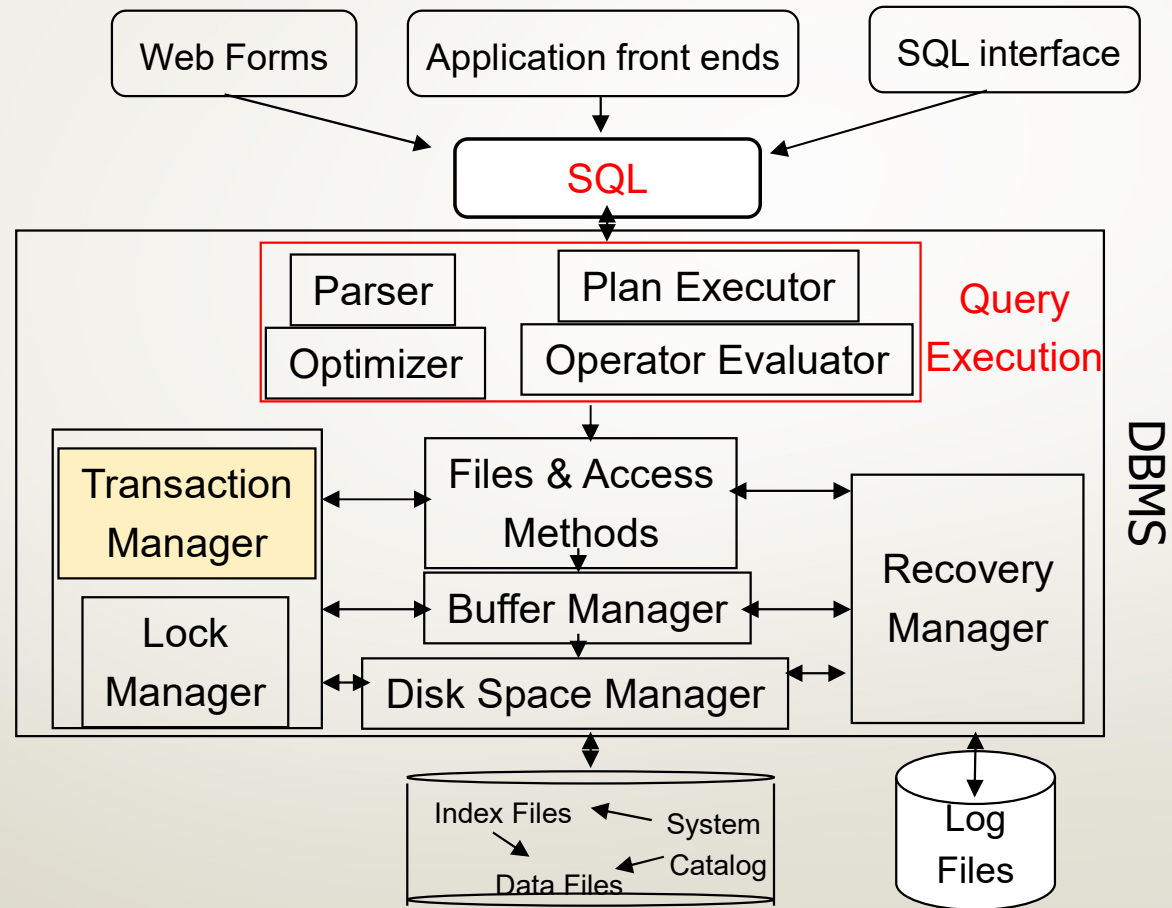 Web Forms
Application front ends
SQL interface
SQL
Parser
Plan Executor
Optimizer
Operator Evaluator
Query
Execution
DBMS
Transaction
Manager
Lock
Manager
Files & Access
Methods
Buffer Manager
Disk Space Manager
Recovery
Manager
Index Files
System
Catalog
Data Files
Log
Files